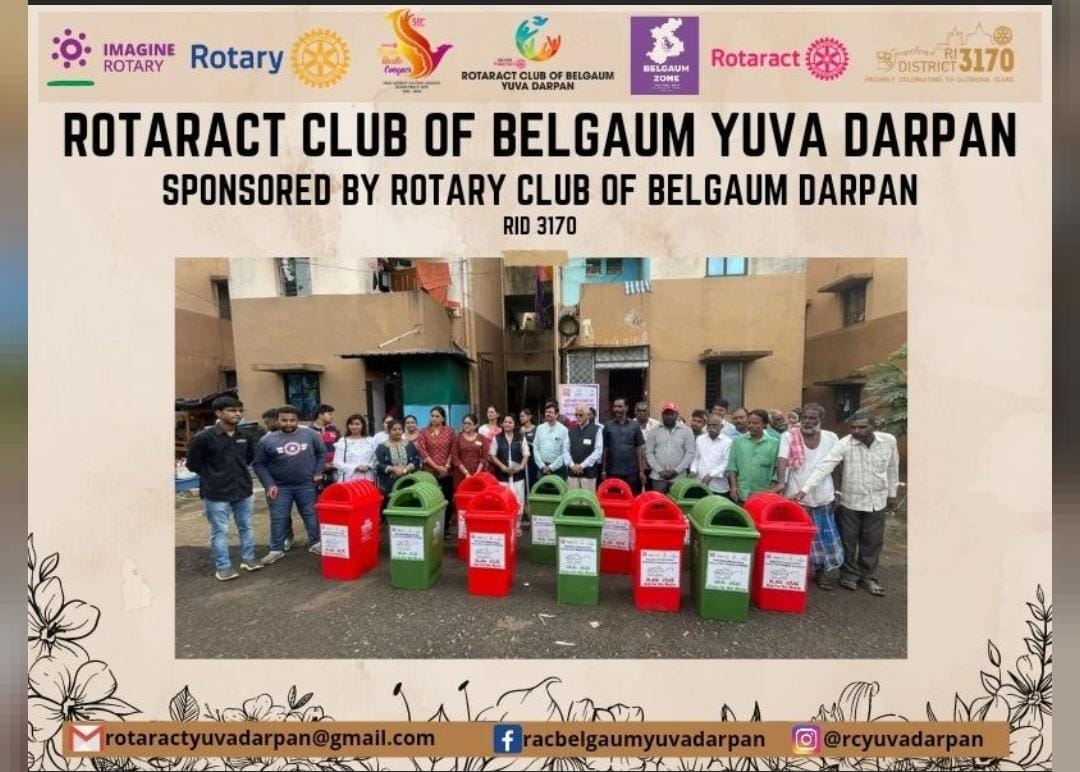 IMAGINE
ROTARY
Rotary
ROTARACT CLUB OF BELGAUM
YUVA DARPAN
BELGAUM
ZONE
Rotaract
RI
DISTRICT 3170
ROTARACT CLUB OF BELGAUM YUVA DARPAN
SPONSORED BY ROTARY CLUB OF BELGAUM DARPAN
RID 3170
rotaractyuvadarpan@gmail.com
racbelgaumyuvadarpan
@rcyuvadarpan